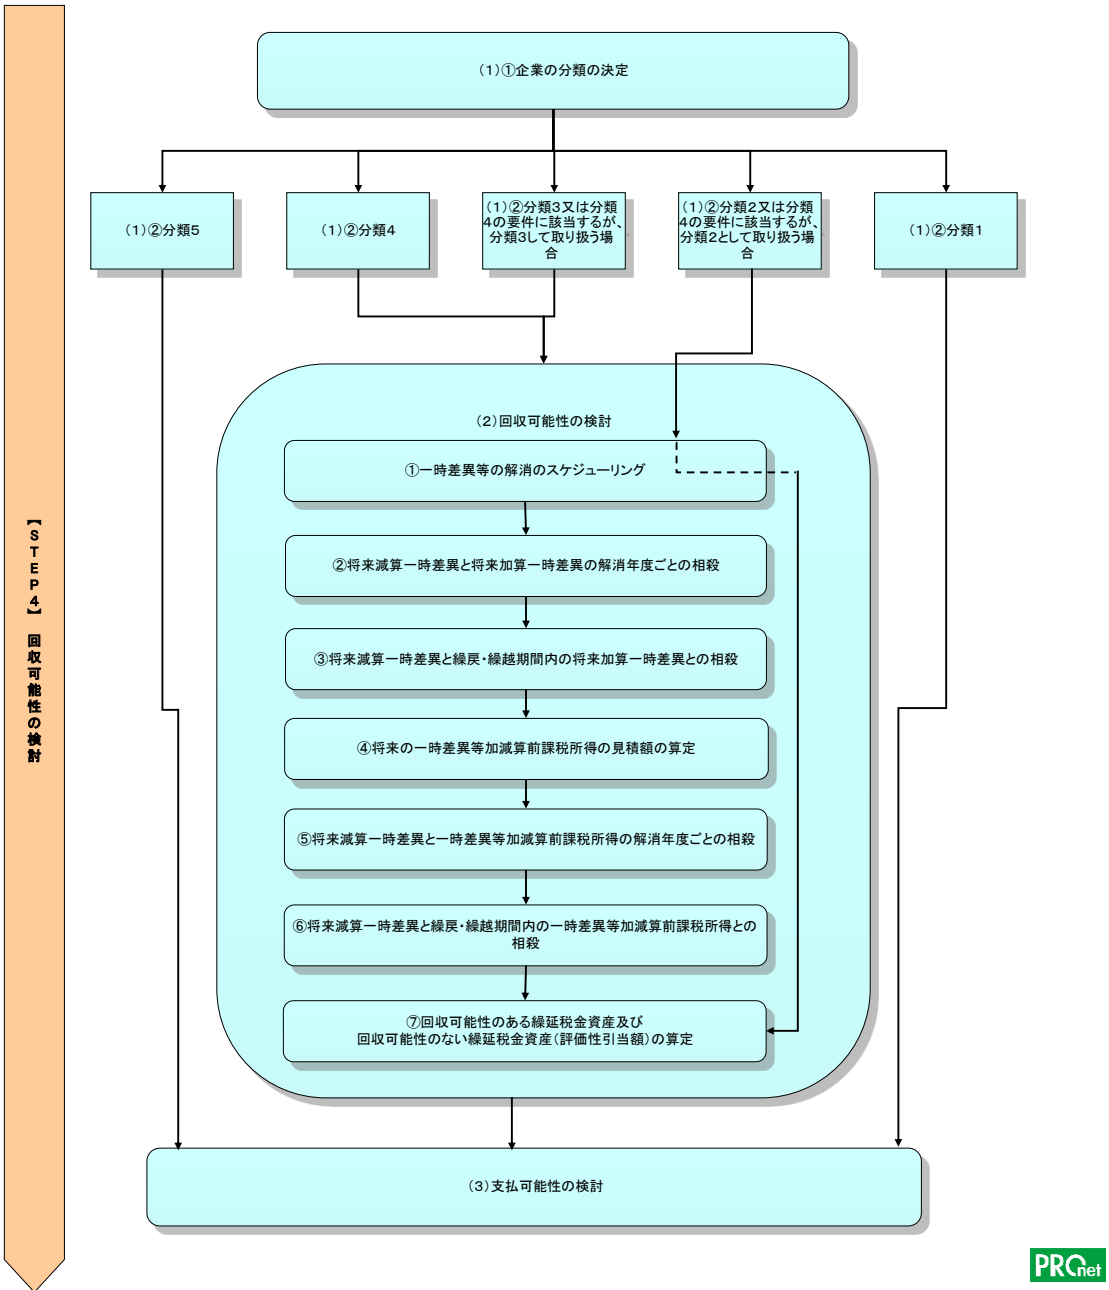 (1)①企業の分類の決定
(1)②分類5
(1)②分類4
(1)②分類3又は分類
4の要件に該当するが、
分類3して取り扱う場
合
(1)②分類2又は分類
4の要件に該当するが、
分類2として取り扱う場
合
(1)②分類1
(2)回収可能性の検討
①一時差異等の解消のスケジューリング
②将来減算一時差異と将来加算一時差異の解消年度ごとの相殺
③将来減算一時差異と繰戻・繰越期間内の将来加算一時差異との相殺
④将来の一時差異等加減算前課税所得の見積額の算定
⑤将来減算一時差異と一時差異等加減算前課税所得の解消年度ごとの相殺
⑥将来減算一時差異と繰戻・繰越期間内の一時差異等加減算前課税所得との
相殺
⑦回収可能性のある繰延税金資産及び
回収可能性のない繰延税金資産(評価性引当額)の算定
(3)支払可能性の検討
【STEP4】 回収可能性の検討
PROnet